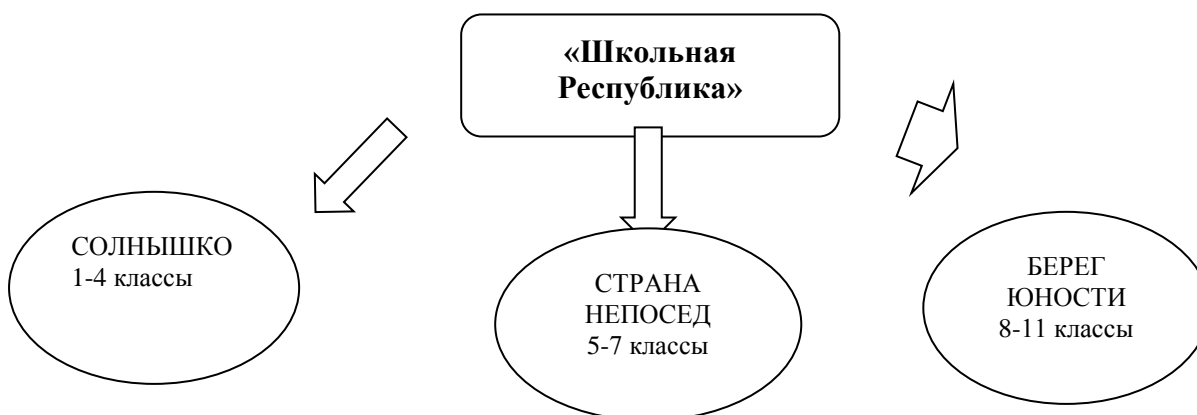 «Школьная
Республика»
СОЛНЫШКО
1-4 классы
СТРАНА
НЕПОСЕД
5-7 классы
БЕРЕГ
ЮНОСТИ
8-11 классы